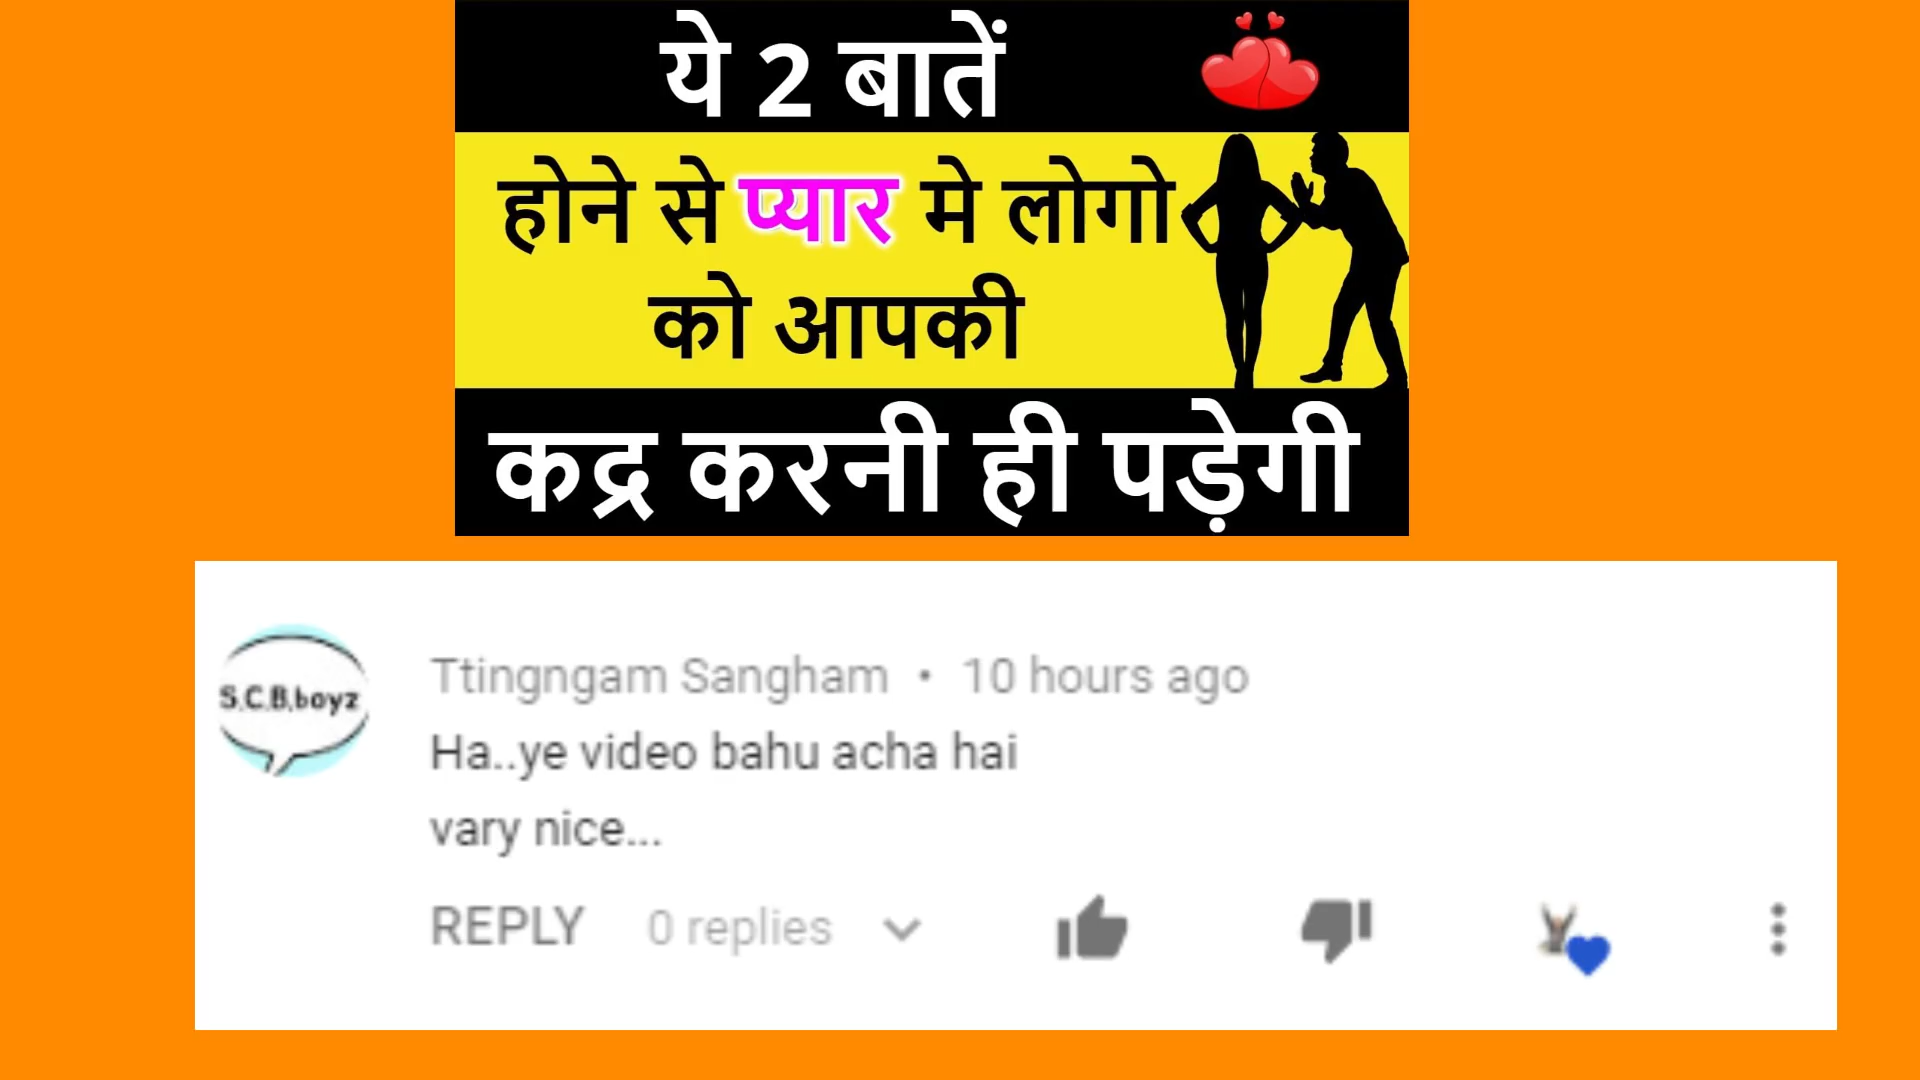 ये 2 बातें
होने से प्यार मे लोगो
को आपकी
कद्र करनी ही पड़ेगी
S.C.B.boyz
Ttingngam Sangham • 10 hours ago
Ha..ye video bahu acha hai
vary nice...
REPLY 0 replies